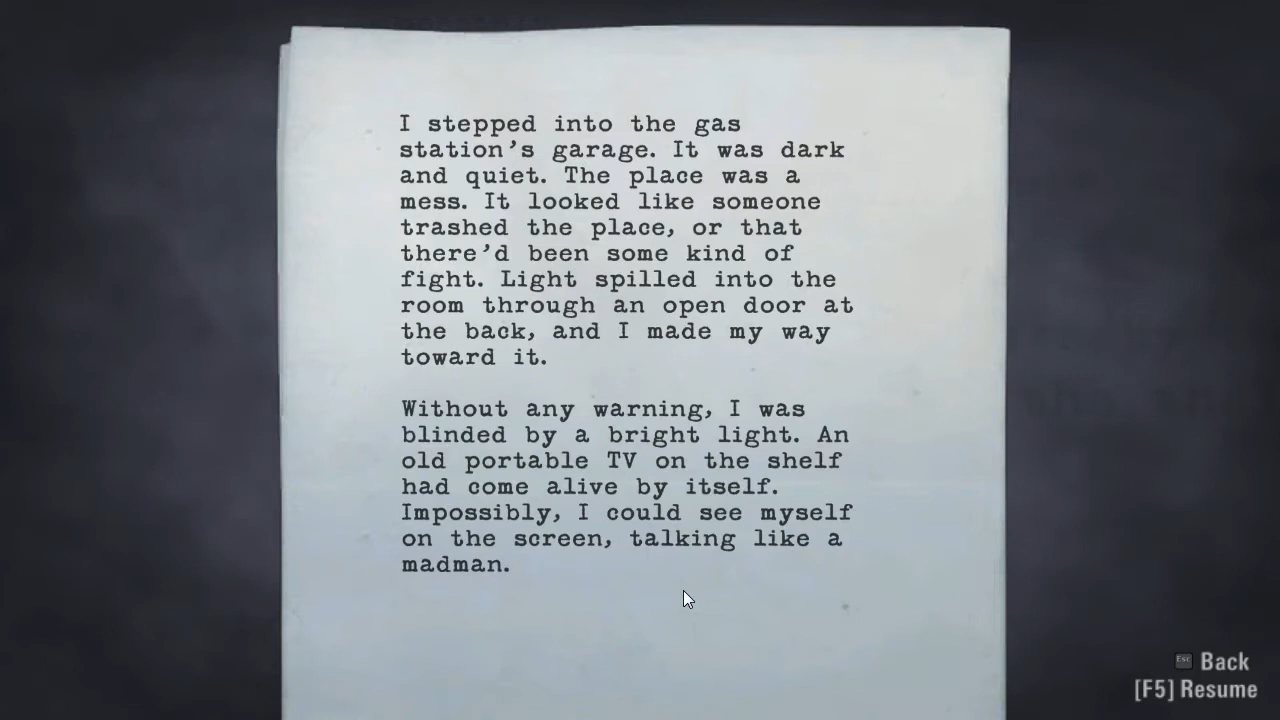 I stepped into the gas
station's garage. It was dark
and quiet. The place was a
mess. It looked like someone
trashed the place, or that
there'd been some kind of
fight. Light spilled into the
room through an open door at
the back, and I made my way
toward it.
Without any warning, I was
blinded by a bright light. An
old portable TV on the shelf
had come alive by itself.
Impossibly, I could see myself
on the screen, talking like a
madman.
Esc Back
[F5] Resume